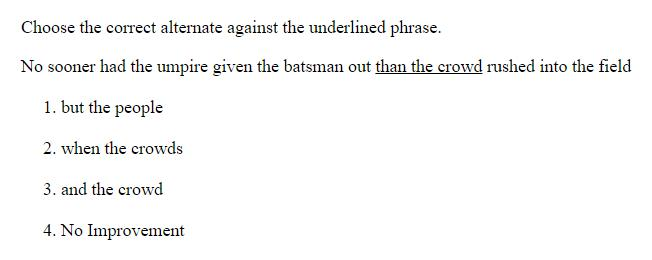 Choose the correct alternate against the underlined phrase.
No sooner had the umpire given the batsman out than the crowd rushed into the field
1. but the people
2. when the crowds
3. and the crowd
4. No Improvement